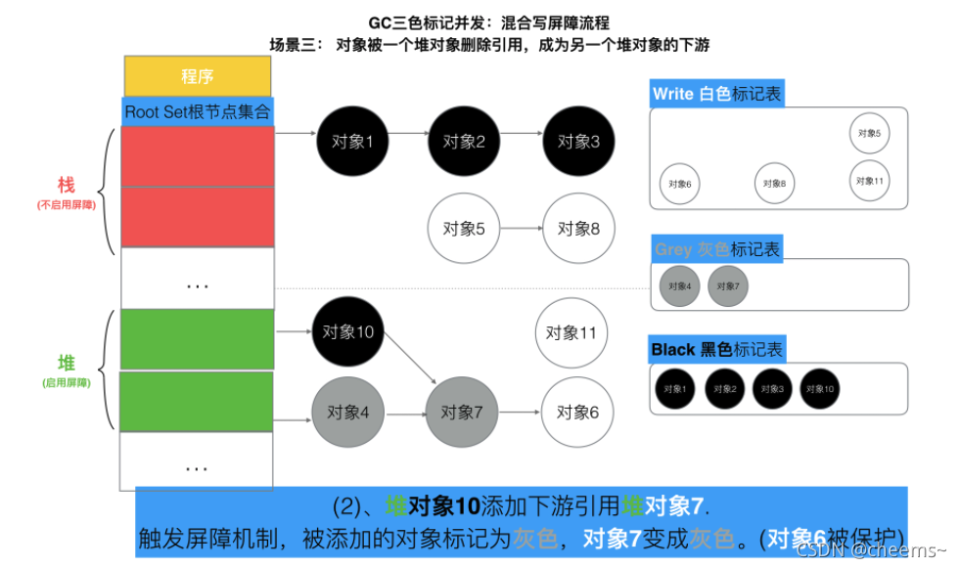 GC三色标记并发：混合写屏障流程
场景三： 对象被一个堆对象删除引用，成为另一个堆对象的下游
程序
Root Set根节点集合
栈
(不启用屏障)
...
堆
(启用屏障)
...
对象1
对象2
对象3
对象5
对象8
对象10
对象11
对象4
对象7
对象6
Write 白色标记表
对象5
对象6
对象8
对象11
Grey 灰色标记表
对象4
对象7
Black 黑色标记表
对象1
对象2
对象3
对象10
(2)、堆对象10添加下游引用堆对象7.
触发屏障机制，被添加的对象标记为灰色，对象7变成灰色。(对象6被保护)
CSDN @cheems~